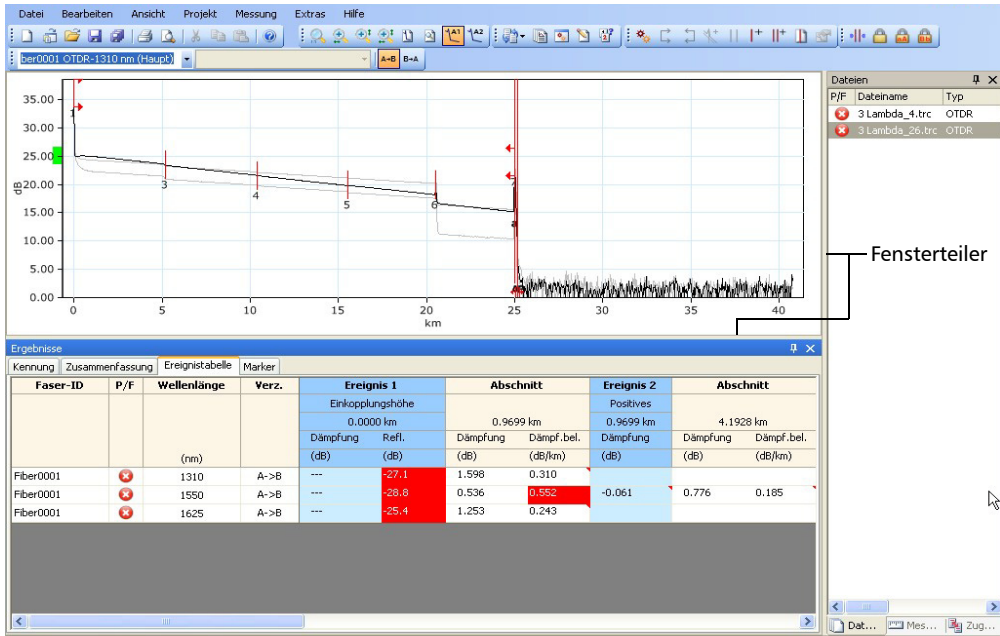 Datei Bearbeiten Ansicht Projekt Messung Extras Hilfe
ber0001 OTDR-1310 nm (Haupt) A→B B→A
Dateien
P/F Dateiname Typ
3 Lambda_4.trc OTDR
3 Lambda_26.trc OTDR
35.00
30.00
25.00
20.00
15.00
10.00
5.00
0.00
dB
3
4
5
6
0 5 10 15 20 25 30 35 40
km
Fensterteiler
Ergebnisse
Kennung Zusammenfassung Ereignistabelle Marker
Faser-ID P/F Wellenlänge Verz. Ereignis 1 Abschnitt Ereignis 2 Abschnitt
Einkopplungshöhe Positives
0.0000 km 0.9699 km 0.9699 km 4.1928 km
Dämpfung Refl. Dämpfung Dämpf.bel. Dämpfung Dämpfung Dämpf.bel.
(nm) (dB) (dB) (dB) (dB/km) (dB) (dB) (dB/km)
Fiber0001 1310 A->B --- -27.1 1.598 0.310
Fiber0001 1550 A->B --- -28.8 0.536 0.552 -0.061 0.776 0.185
Fiber0001 1625 A->B --- -25.4 1.253 0.243
Dat... Mes... Zug...